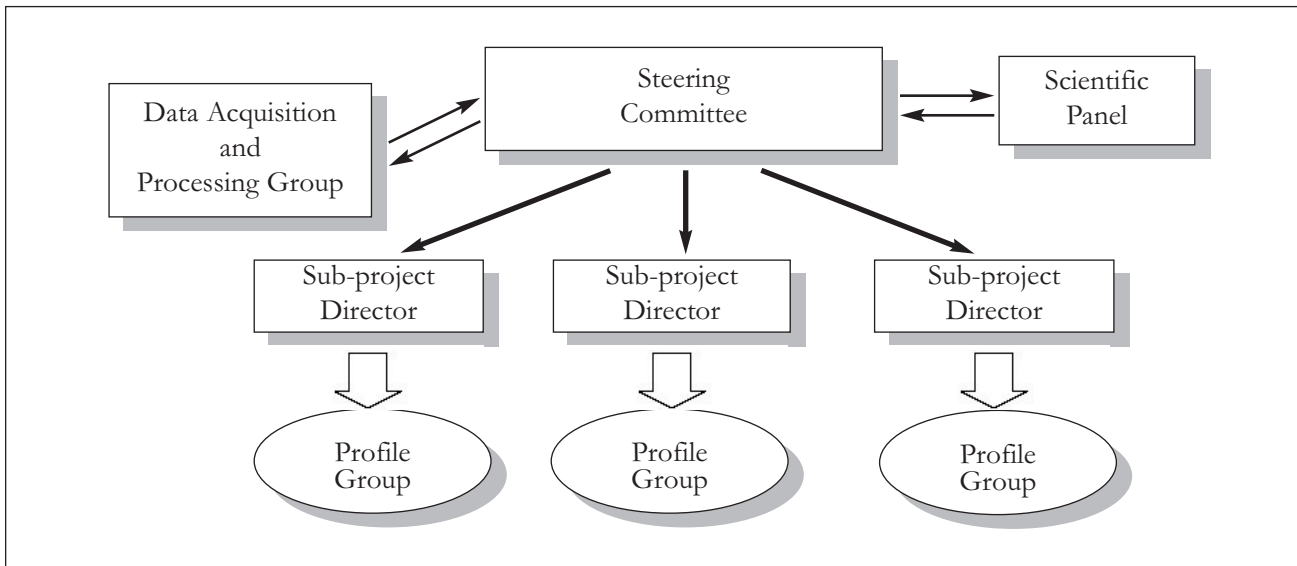 Steering
Committee
Data Acquisition
and
Processing Group
Scientific
Panel
Sub-project
Director
Sub-project
Director
Sub-project
Director
Profile
Group
Profile
Group
Profile
Group